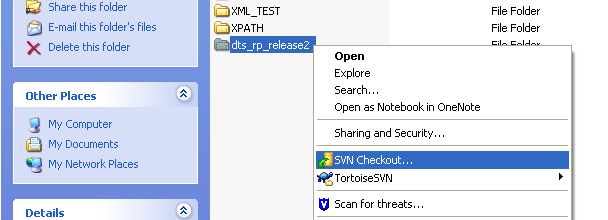 Share this folder
E-mail this folder's files
Delete this folder
Other Places
My Computer
My Documents
My Network Places
Details
XML_TEST File Folder
XPATH File Folder
dts_rp_release2 File Folder
Open
Explore
Search...
Open as Notebook in OneNote
Sharing and Security...
SVN Checkout...
TortoiseSVN
Scan for threats...